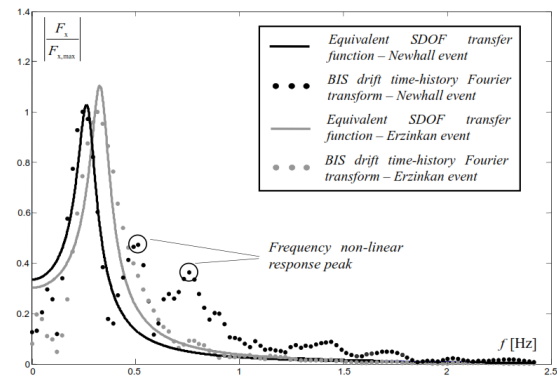 1.4
1.2
1
0.8
0.6
0.4
0.2
0
F x
F x,max
Equivalent SDOF transfer
function – Newhall event
BIS drift time-history Fourier
transform – Newhall event
Equivalent SDOF transfer
function – Erzinkan event
BIS drift time-history Fourier
transform – Erzinkan event
Frequency non-linear
response peak
f [Hz]
0 0.5 1 1.5 2 2.5